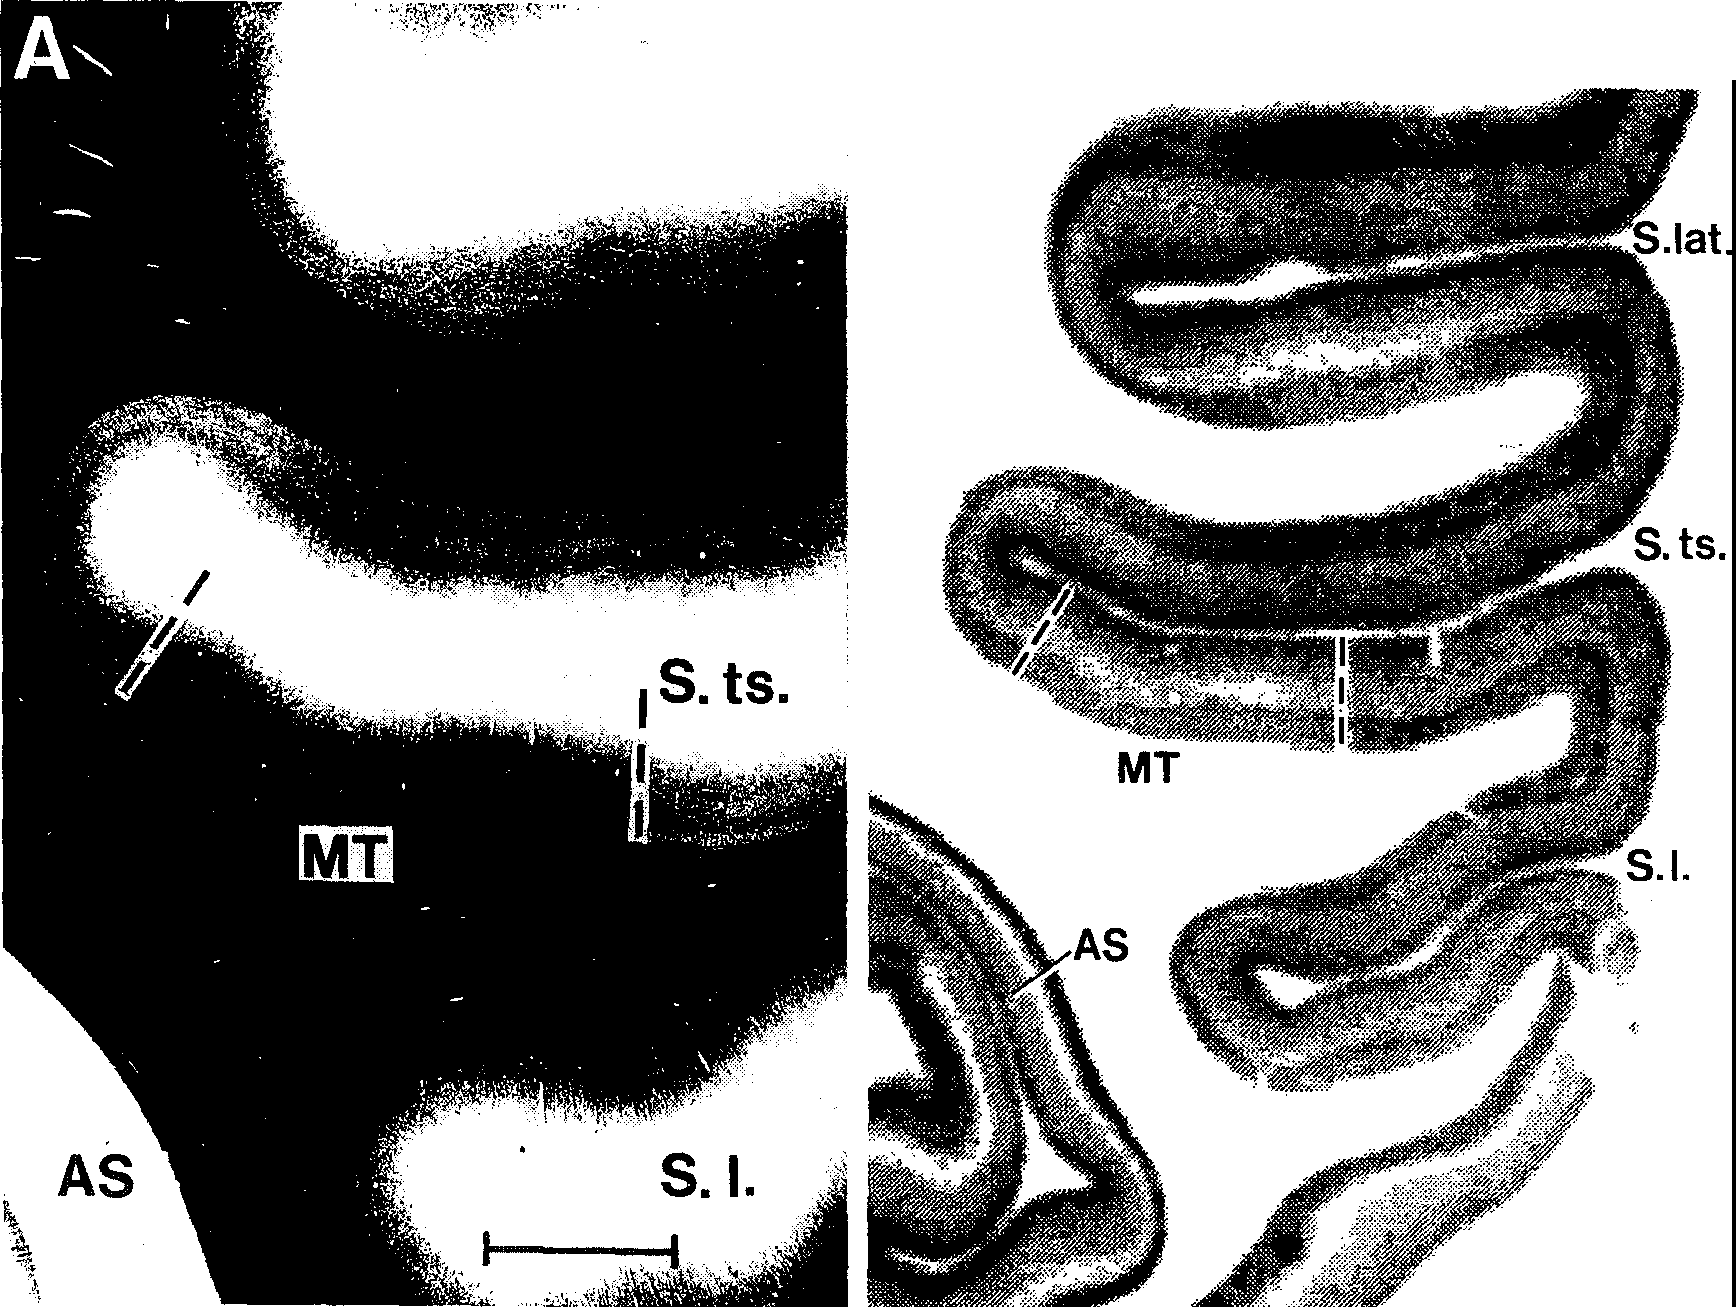 A
S. ts.
MT
AS
S. l.
S.lat.
S. ts.
MT
S. l.
AS